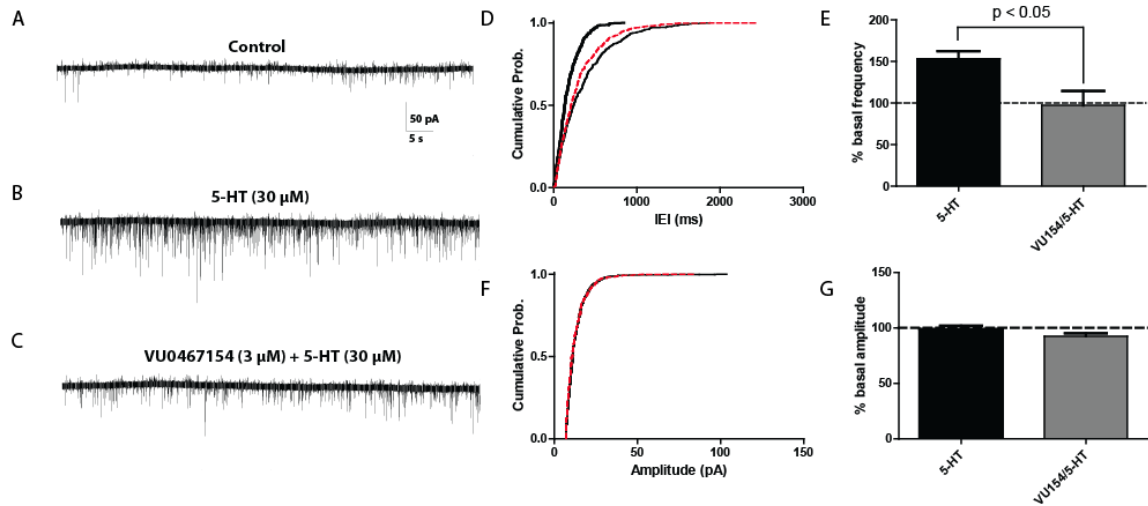 A
Control
50 pA
5 s
B
5-HT (30 µM)
C
VU0467154 (3 µM) + 5-HT (30 µM)
D
Cumulative Prob.
1.0
0.5
0.0
0
1000
2000
3000
IEI (ms)
E
p < 0.05
% basal frequency
200
150
100
50
0
5-HT
VU154/5-HT
F
Cumulative Prob.
1.0
0.5
0.0
0
50
100
150
Amplitude (pA)
G
% basal amplitude
150
100
50
0
5-HT
VU154/5-HT